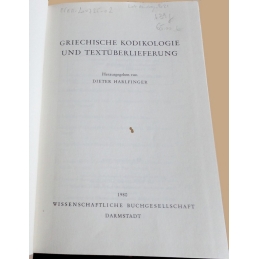 GRIECHISCHE KODIKOLOGIE
UND TEXTÜBERLIEFERUNG
Herausgegeben von
DIETER HARLFINGER
1980
WISSENSCHAFTLICHE BUCHGESELLSCHAFT
DARMSTADT